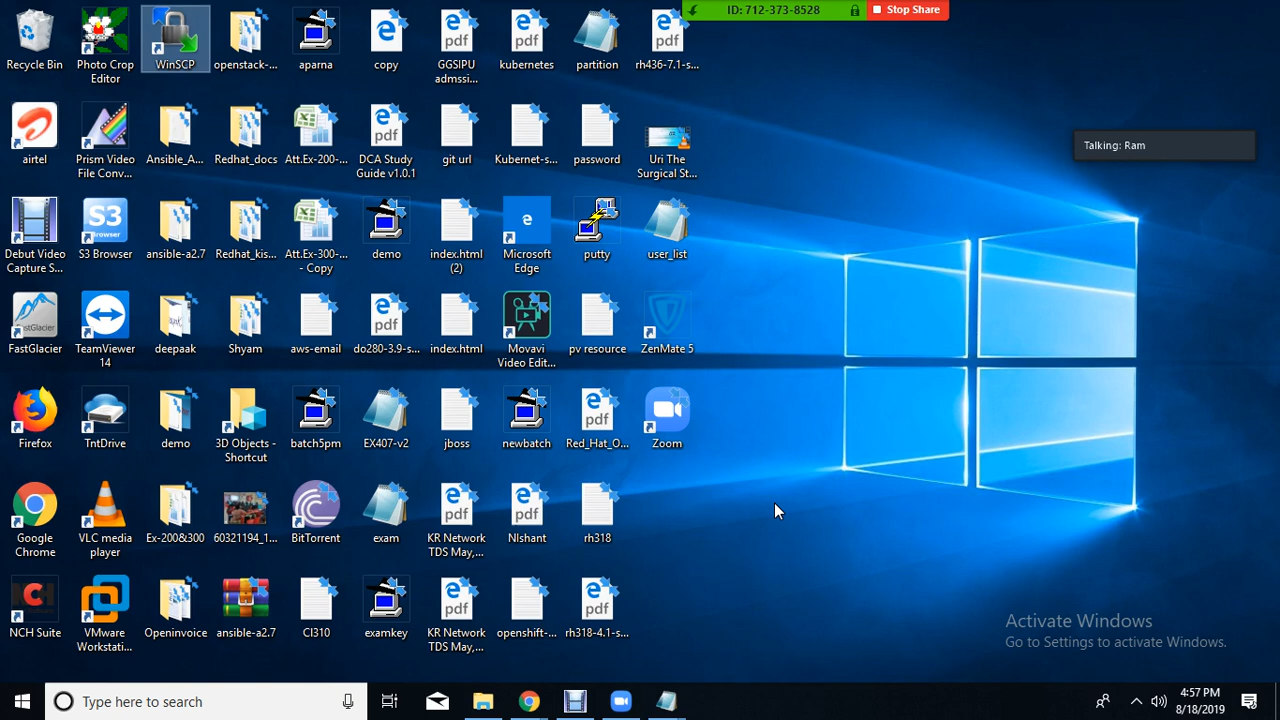 ID: 712-373-8528
Stop Share
Talking: Ram
Recycle Bin
Photo Crop
Editor
WinSCP
openstack-...
aparna
copy
GGSIPU
admssi...
kubernetes
partition
rh436-7.1-s...
airtel
Prism Video
File Conv...
Ansible_A...
Redhat_docs
Att.Ex-200-...
DCA Study
Guide v1.0.1
git url
Kubernet-s...
password
Uri The
Surgical St...
Debut Video
Capture S...
S3 Browser
ansible-a2.7
Redhat_kis...
Att.Ex-300-...
- Copy
demo
index.html
(2)
Microsoft
Edge
putty
user_list
FastGlacier
TeamViewer
14
deepaak
Shyam
aws-email
do280-3.9-s...
index.html
Movavi
Video Edit...
pv resource
ZenMate 5
Firefox
TntDrive
demo
3D Objects -
Shortcut
batch5pm
EX407-v2
jboss
newbatch
Red_Hat_O...
Zoom
Google
Chrome
VLC media
player
Ex-200&300
60321194_1...
BitTorrent
exam
KR Network
TDS May,...
NIshant
rh318
NCH Suite
VMware
Workstati...
Openinvoice
ansible-a2.7
CI310
examkey
KR Network
TDS May,...
openshift-...
rh318-4.1-s...
Activate Windows
Go to Settings to activate Windows.
Type here to search
4:57 PM
8/18/2019